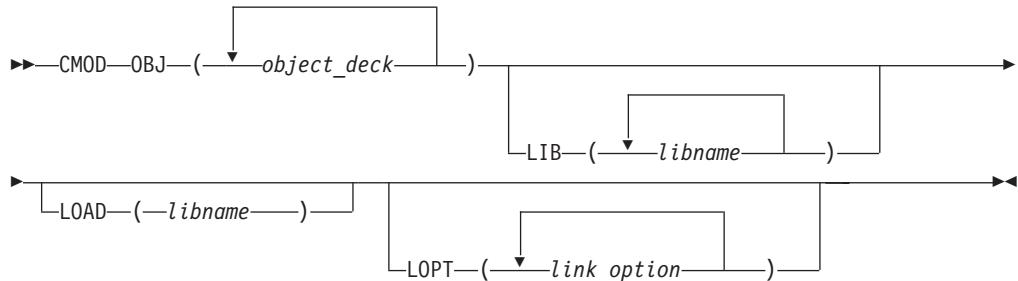 CMOD OBJ ( object_deck )
LIB ( libname )
LOAD ( libname )
LOPT ( link option )